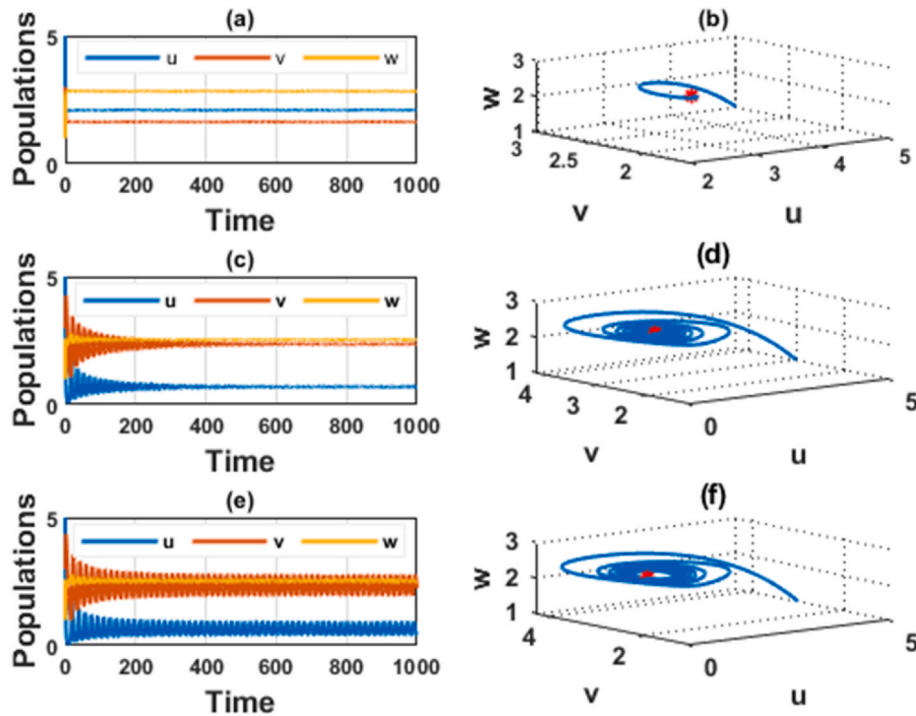 (a)
5
u v w
Populations
0
0 200 400 600 800 1000
Time
(b)
3
2
1
w
3 2.5 2
v
2 3 4 5
u
(c)
5
u v w
Populations
0
0 200 400 600 800 1000
Time
(d)
3
2
1
w
4 3 2
v
0 5
u
(e)
5
u v w
Populations
0
0 200 400 600 800 1000
Time
(f)
3
2
1
w
4 2
v
0 5
u